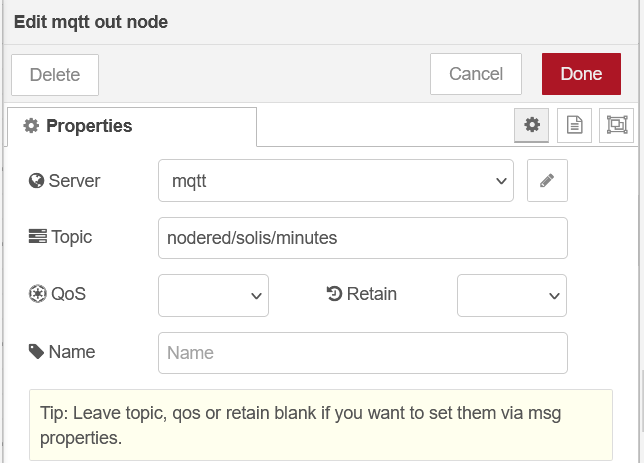 Edit mqtt out node
Delete
Cancel
Done
Properties
Server
mqtt
Topic
nodered/solis/minutes
QoS
Retain
Name
Name
Tip: Leave topic, qos or retain blank if you want to set them via msg
properties.